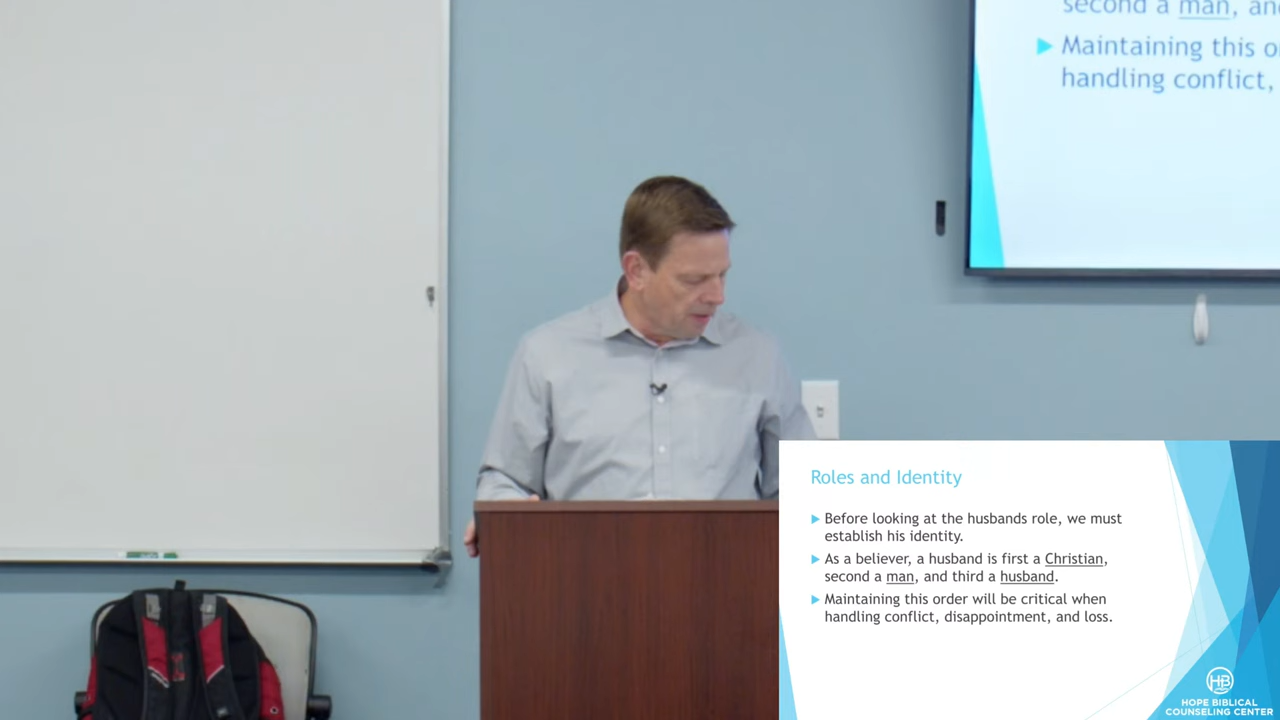 second a man, and
Maintaining this o
handling conflict,
Roles and Identity
Before looking at the husbands role, we must
establish his identity.
As a believer, a husband is first a Christian,
second a man, and third a husband.
Maintaining this order will be critical when
handling conflict, disappointment, and loss.
HB
HOPE BIBLICAL
COUNSELING CENTER